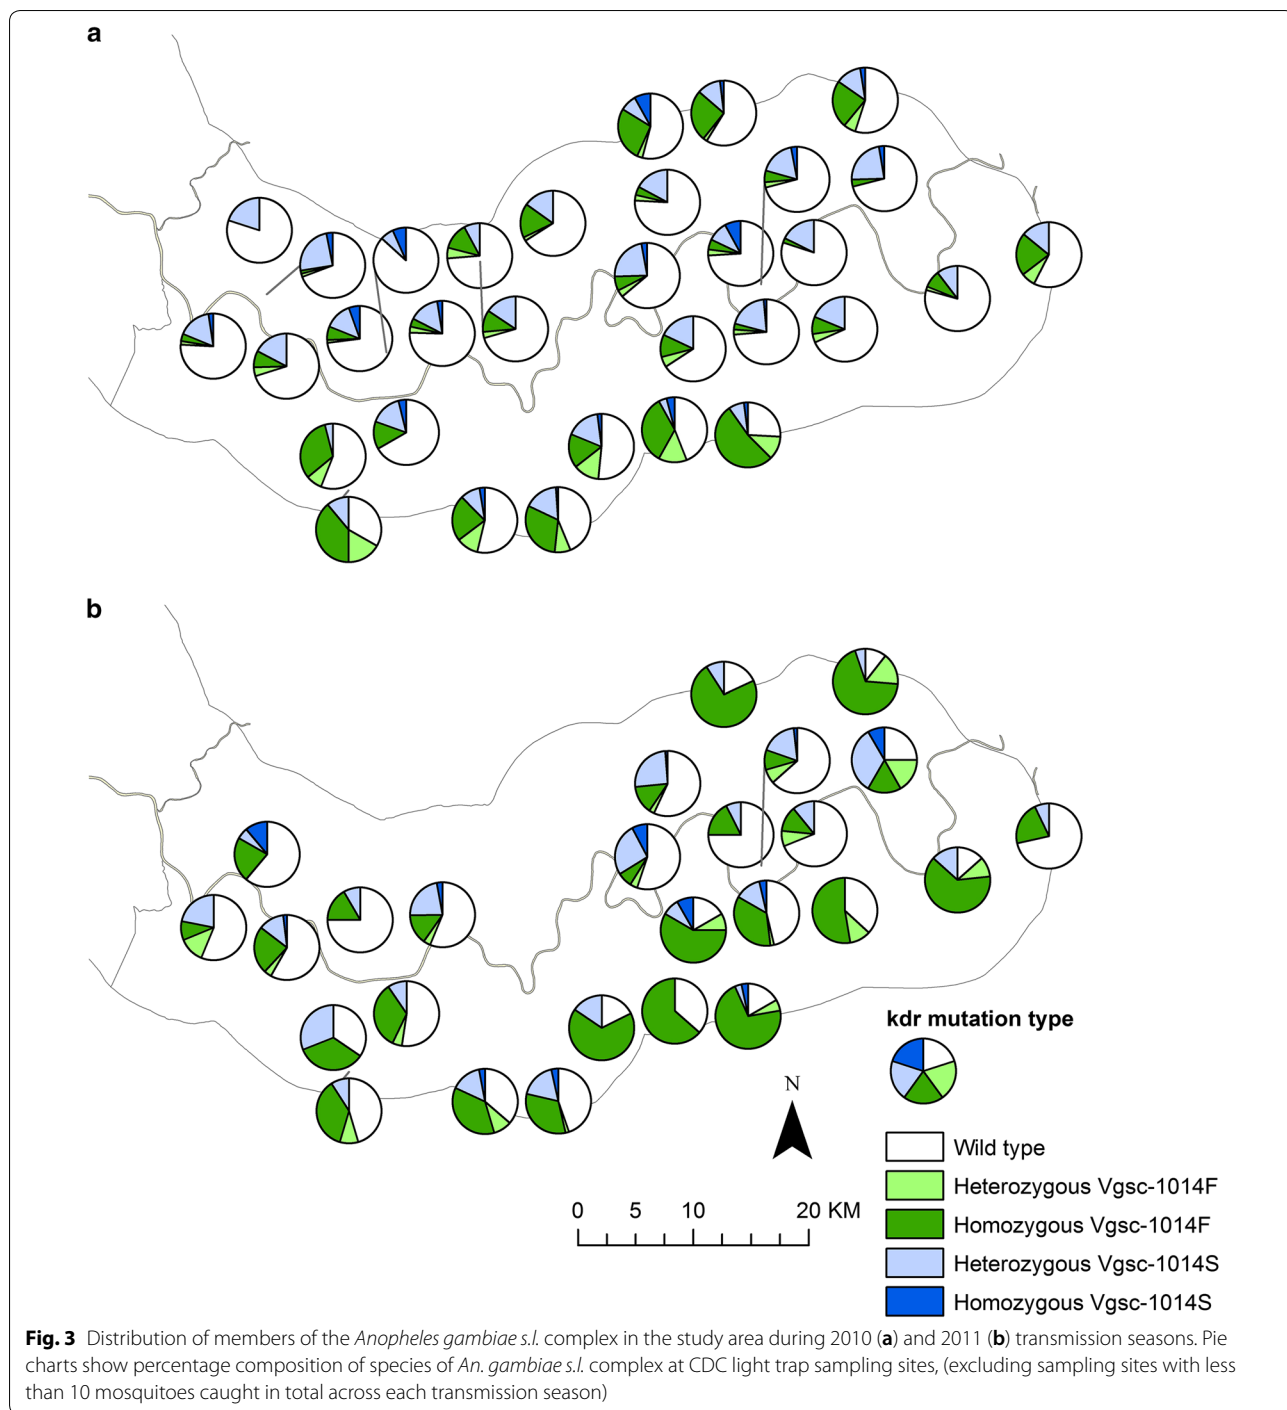 a
b
kdr mutation type
N
Wild type
Heterozygous Vgsc-1014F
0 5 10 20 KM
Homozygous Vgsc-1014F
Heterozygous Vgsc-1014S
Homozygous Vgsc-1014S
Fig. 3 Distribution of members of the Anopheles gambiae s.l. complex in the study area during 2010 (a) and 2011 (b) transmission seasons. Pie
charts show percentage composition of species of An. gambiae s.l. complex at CDC light trap sampling sites, (excluding sampling sites with less
than 10 mosquitoes caught in total across each transmission season)